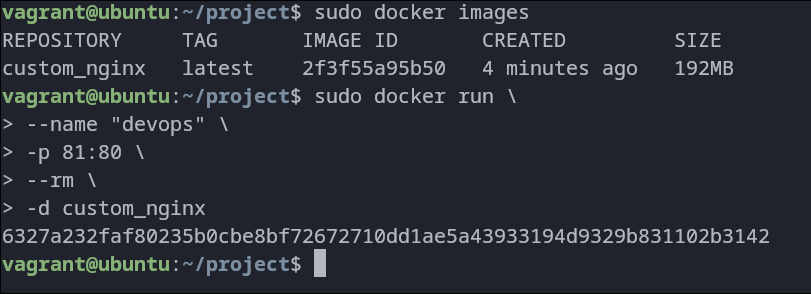 vagrant@ubuntu:~/project$ sudo docker images
REPOSITORY     TAG       IMAGE ID       CREATED         SIZE
custom_nginx   latest    2f3f55a95b50   4 minutes ago   192MB
vagrant@ubuntu:~/project$ sudo docker run \
> --name "devops" \
> -p 81:80 \
> --rm \
> -d custom_nginx
6327a232faf80235b0cbe8bf72672710dd1ae5a43933194d9329b831102b3142
vagrant@ubuntu:~/project$